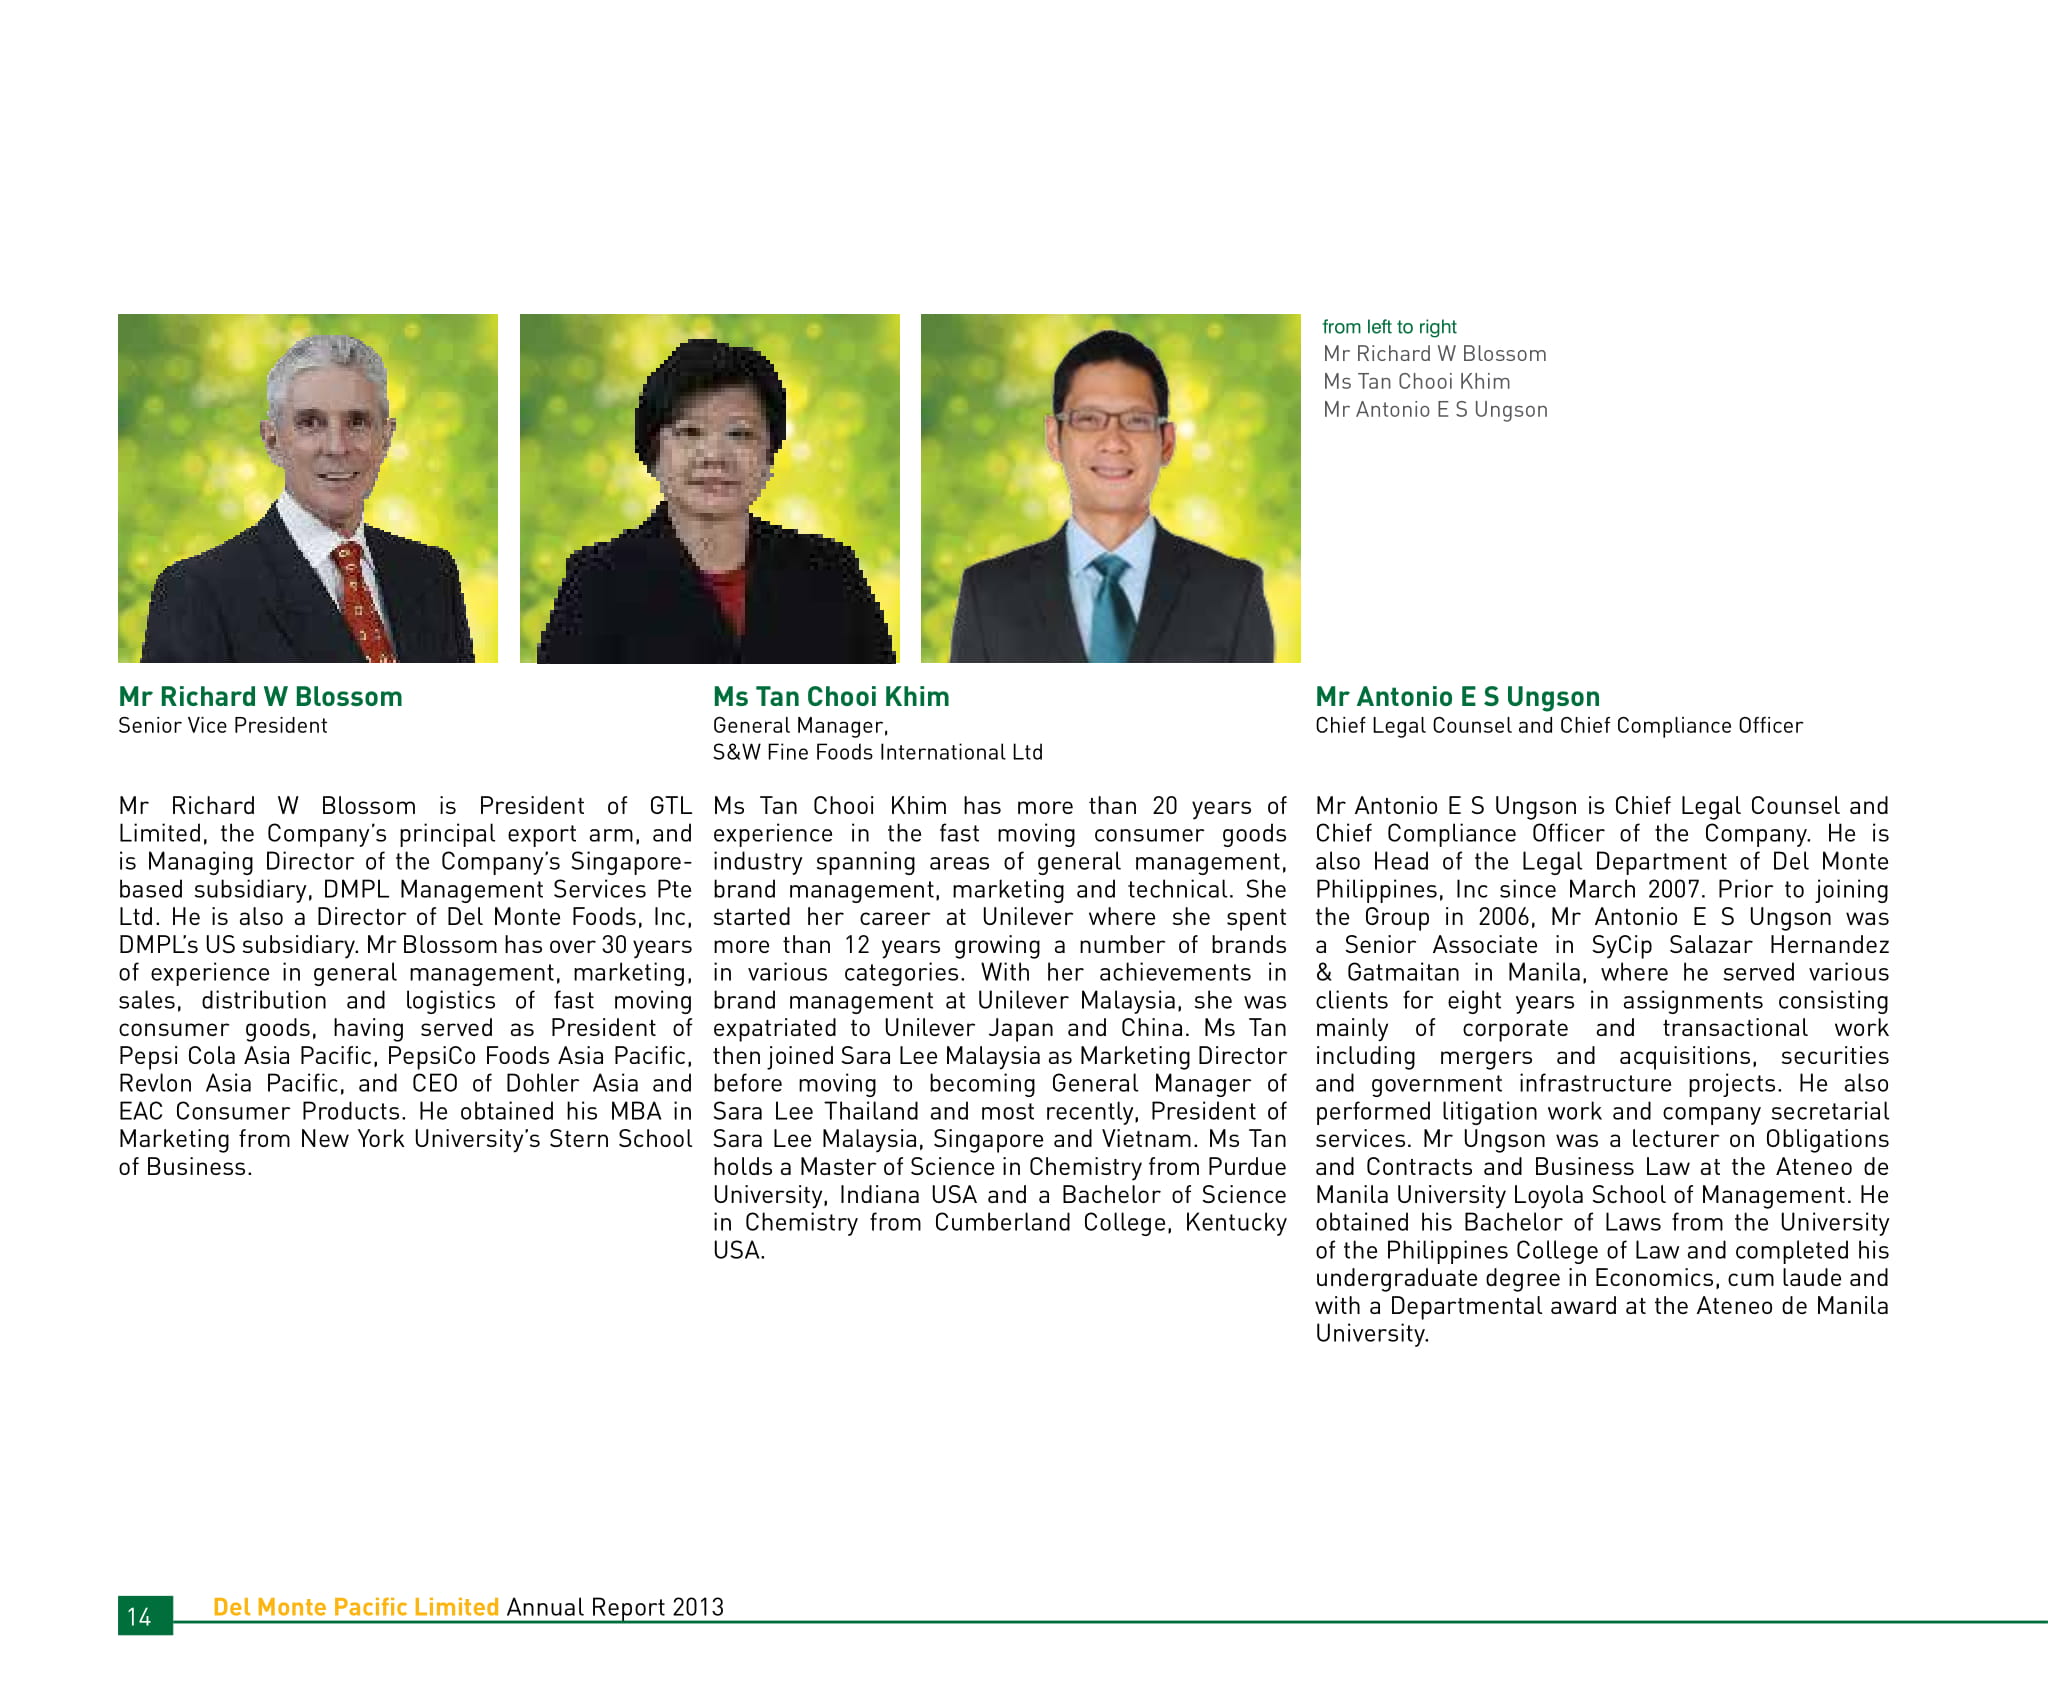 from left to right
Mr Richard W Blossom
Ms Tan Chooi Khim
Mr Antonio E S Ungson
Mr Richard W Blossom
Senior Vice President
Mr Richard W Blossom is President of GTL
Limited, the Company’s principal export arm, and
is Managing Director of the Company’s Singapore-
based subsidiary, DMPL Management Services Pte
Ltd. He is also a Director of Del Monte Foods, Inc,
DMPL’s US subsidiary. Mr Blossom has over 30 years
of experience in general management, marketing,
sales, distribution and logistics of fast moving
consumer goods, having served as President of
Pepsi Cola Asia Pacific, PepsiCo Foods Asia Pacific,
Revlon Asia Pacific, and CEO of Dohler Asia and
EAC Consumer Products. He obtained his MBA in
Marketing from New York University’s Stern School
of Business.
Ms Tan Chooi Khim
General Manager,
S&W Fine Foods International Ltd
Ms Tan Chooi Khim has more than 20 years of
experience in the fast moving consumer goods
industry spanning areas of general management,
brand management, marketing and technical. She
started her career at Unilever where she spent
more than 12 years growing a number of brands
in various categories. With her achievements in
brand management at Unilever Malaysia, she was
expatriated to Unilever Japan and China. Ms Tan
then joined Sara Lee Malaysia as Marketing Director
before moving to becoming General Manager of
Sara Lee Thailand and most recently, President of
Sara Lee Malaysia, Singapore and Vietnam. Ms Tan
holds a Master of Science in Chemistry from Purdue
University, Indiana USA and a Bachelor of Science
in Chemistry from Cumberland College, Kentucky
USA.
Mr Antonio E S Ungson
Chief Legal Counsel and Chief Compliance Officer
Mr Antonio E S Ungson is Chief Legal Counsel and
Chief Compliance Officer of the Company. He is
also Head of the Legal Department of Del Monte
Philippines, Inc since March 2007. Prior to joining
the Group in 2006, Mr Antonio E S Ungson was
a Senior Associate in SyCip Salazar Hernandez
& Gatmaitan in Manila, where he served various
clients for eight years in assignments consisting
mainly of corporate and transactional work
including mergers and acquisitions, securities
and government infrastructure projects. He also
performed litigation work and company secretarial
services. Mr Ungson was a lecturer on Obligations
and Contracts and Business Law at the Ateneo de
Manila University Loyola School of Management. He
obtained his Bachelor of Laws from the University
of the Philippines College of Law and completed his
undergraduate degree in Economics, cum laude and
with a Departmental award at the Ateneo de Manila
University.
14 Del Monte Pacific Limited Annual Report 2013